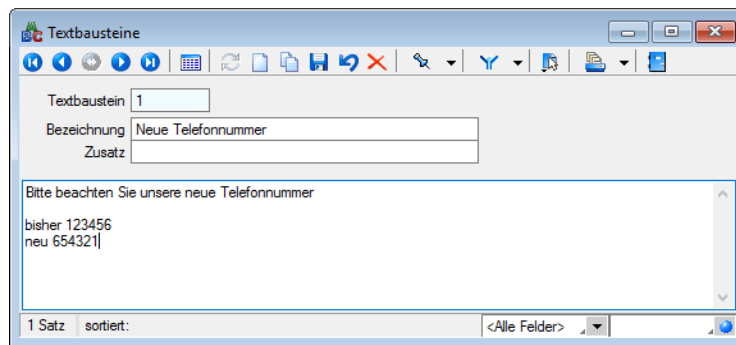 Textbausteine
Textbaustein 1
Bezeichnung Neue Telefonnummer
Zusatz
Bitte beachten Sie unsere neue Telefonnummer
bisher 123456
neu 654321
1 Satz sortiert: <Alle Felder>